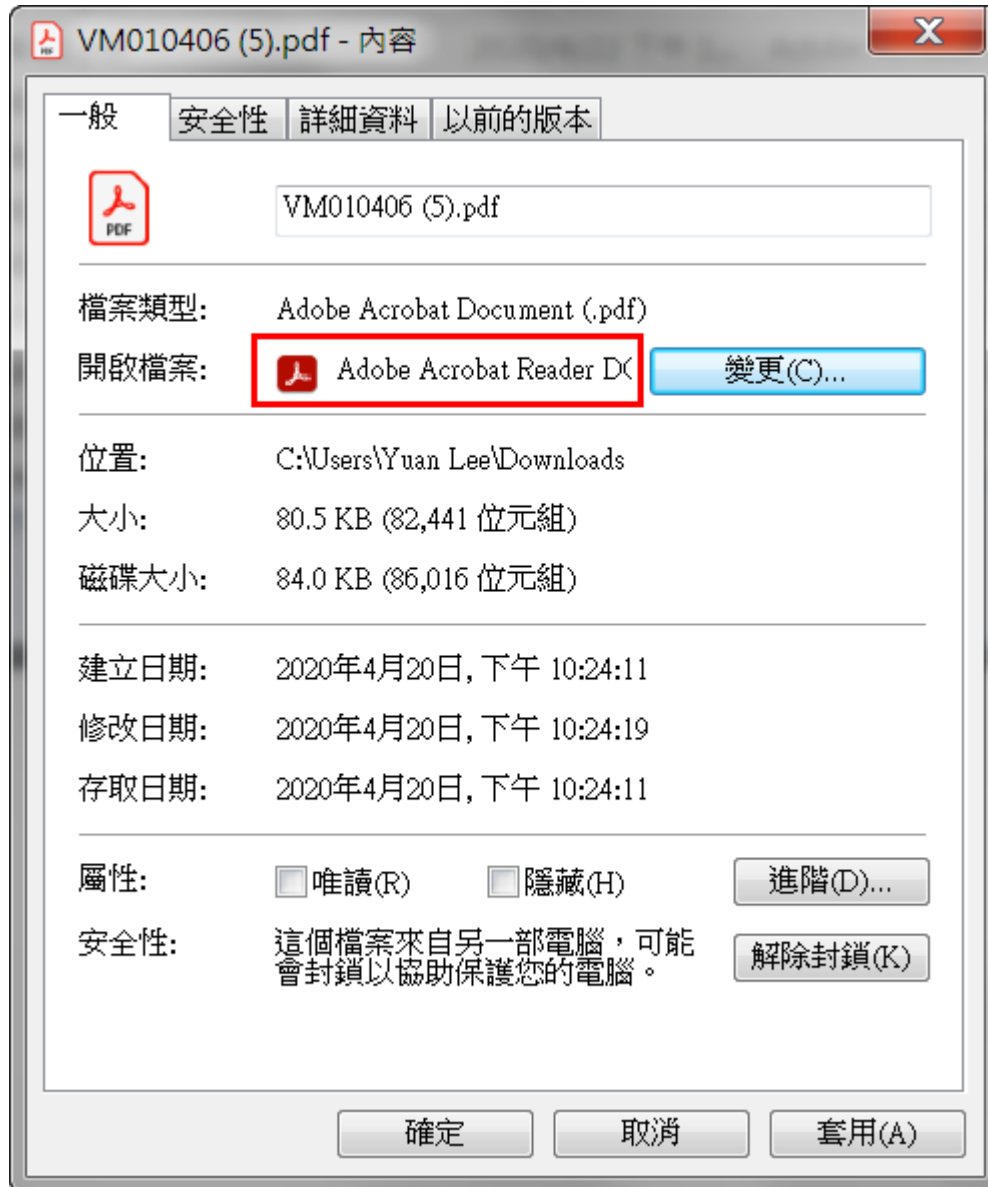 VM010406 (5).pdf - 內容
X
一般 安全性 詳細資料 以前的版本
PDF
PDF VM010406 (5).pdf
檔案類型: Adobe Acrobat Document (.pdf)
開啟檔案: Adobe Acrobat Reader D 變更(C)...
位置: C:\Users\Yuan Lee\Downloads
大小: 80.5 KB (82,441 位元組)
磁碟大小: 84.0 KB (86,016 位元組)
建立日期: 2020年4月20日, 下午 10:24:11
修改日期: 2020年4月20日, 下午 10:24:19
存取日期: 2020年4月20日, 下午 10:24:11
屬性: 唯讀(R) 隱藏(H) 進階(D)...
安全性: 這個檔案來自另一部電腦，可能
會封鎖以協助保護您的電腦。 解除封鎖(K)
確定 取消 套用(A)